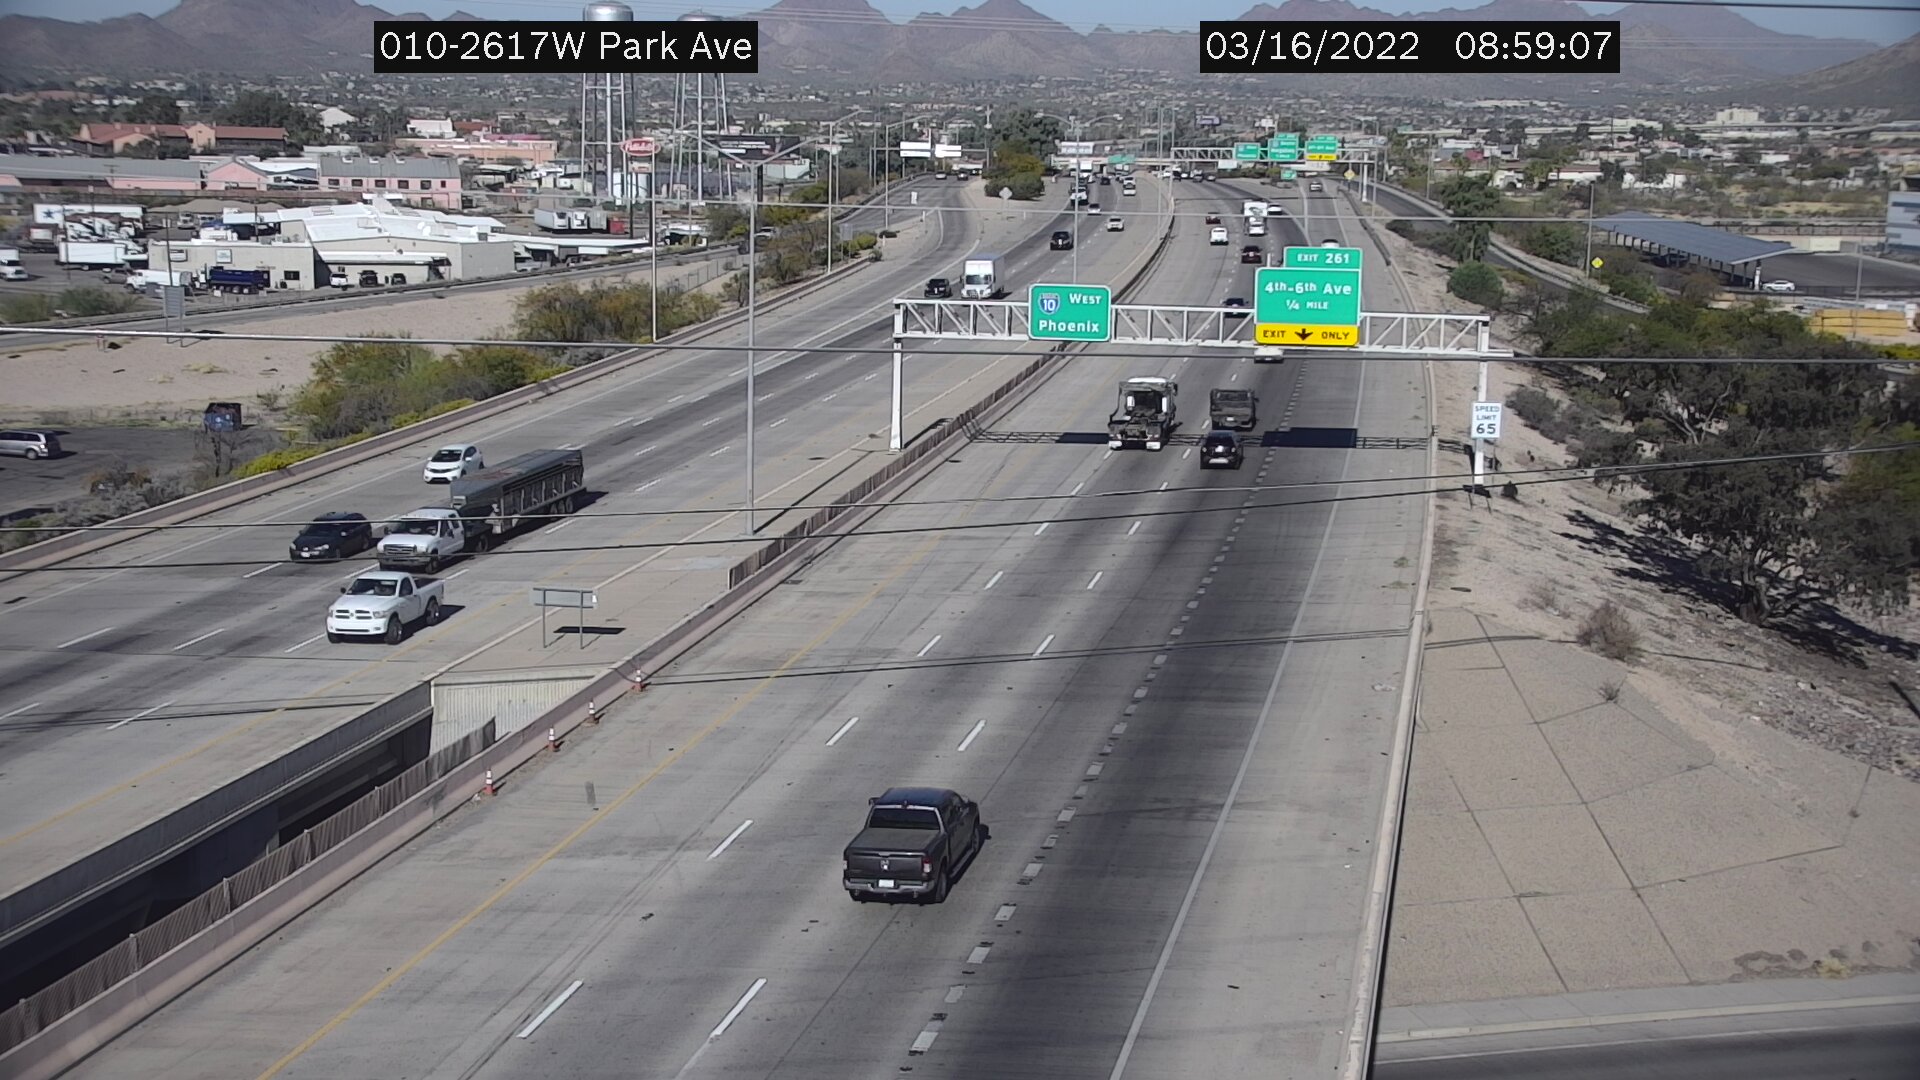 010-2617W Park Ave
03/16/2022 08:59:07
EXIT 261
4th-6th Ave
1/4 MILE
EXIT ONLY
10
WEST
Phoenix
SPEED
LIMIT
65